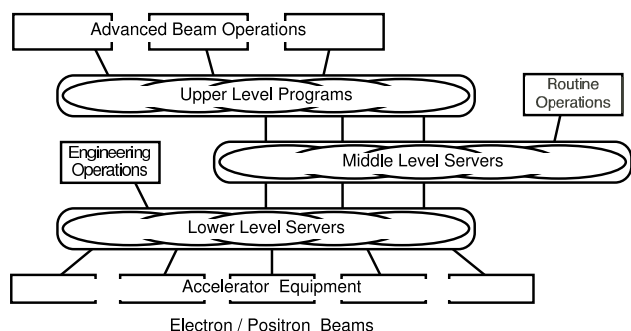 Advanced Beam Operations
Upper Level Programs
Routine
Operations
Engineering
Operations
Middle Level Servers
Lower Level Servers
Accelerator Equipment
Electron / Positron Beams